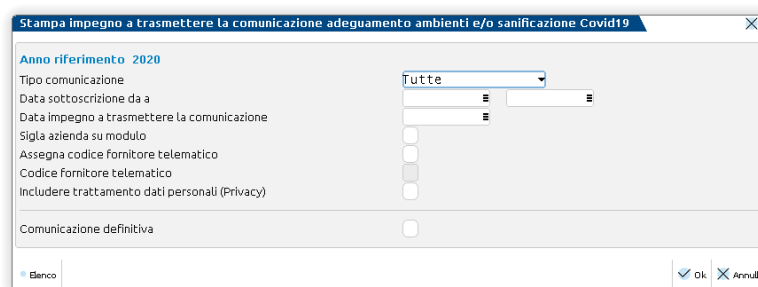 Stampa impegno a trasmettere la comunicazione adeguamento ambienti e/o sanificazione Covid19
Anno riferimento 2020
Tipo comunicazione Tutte
Data sottoscrizione da a
Data impegno a trasmettere la comunicazione
Sigla azienda su modulo
Assegna codice fornitore telematico
Codice fornitore telematico
Includere trattamento dati personali (Privacy)
Comunicazione definitiva
Elenco Ok Annull